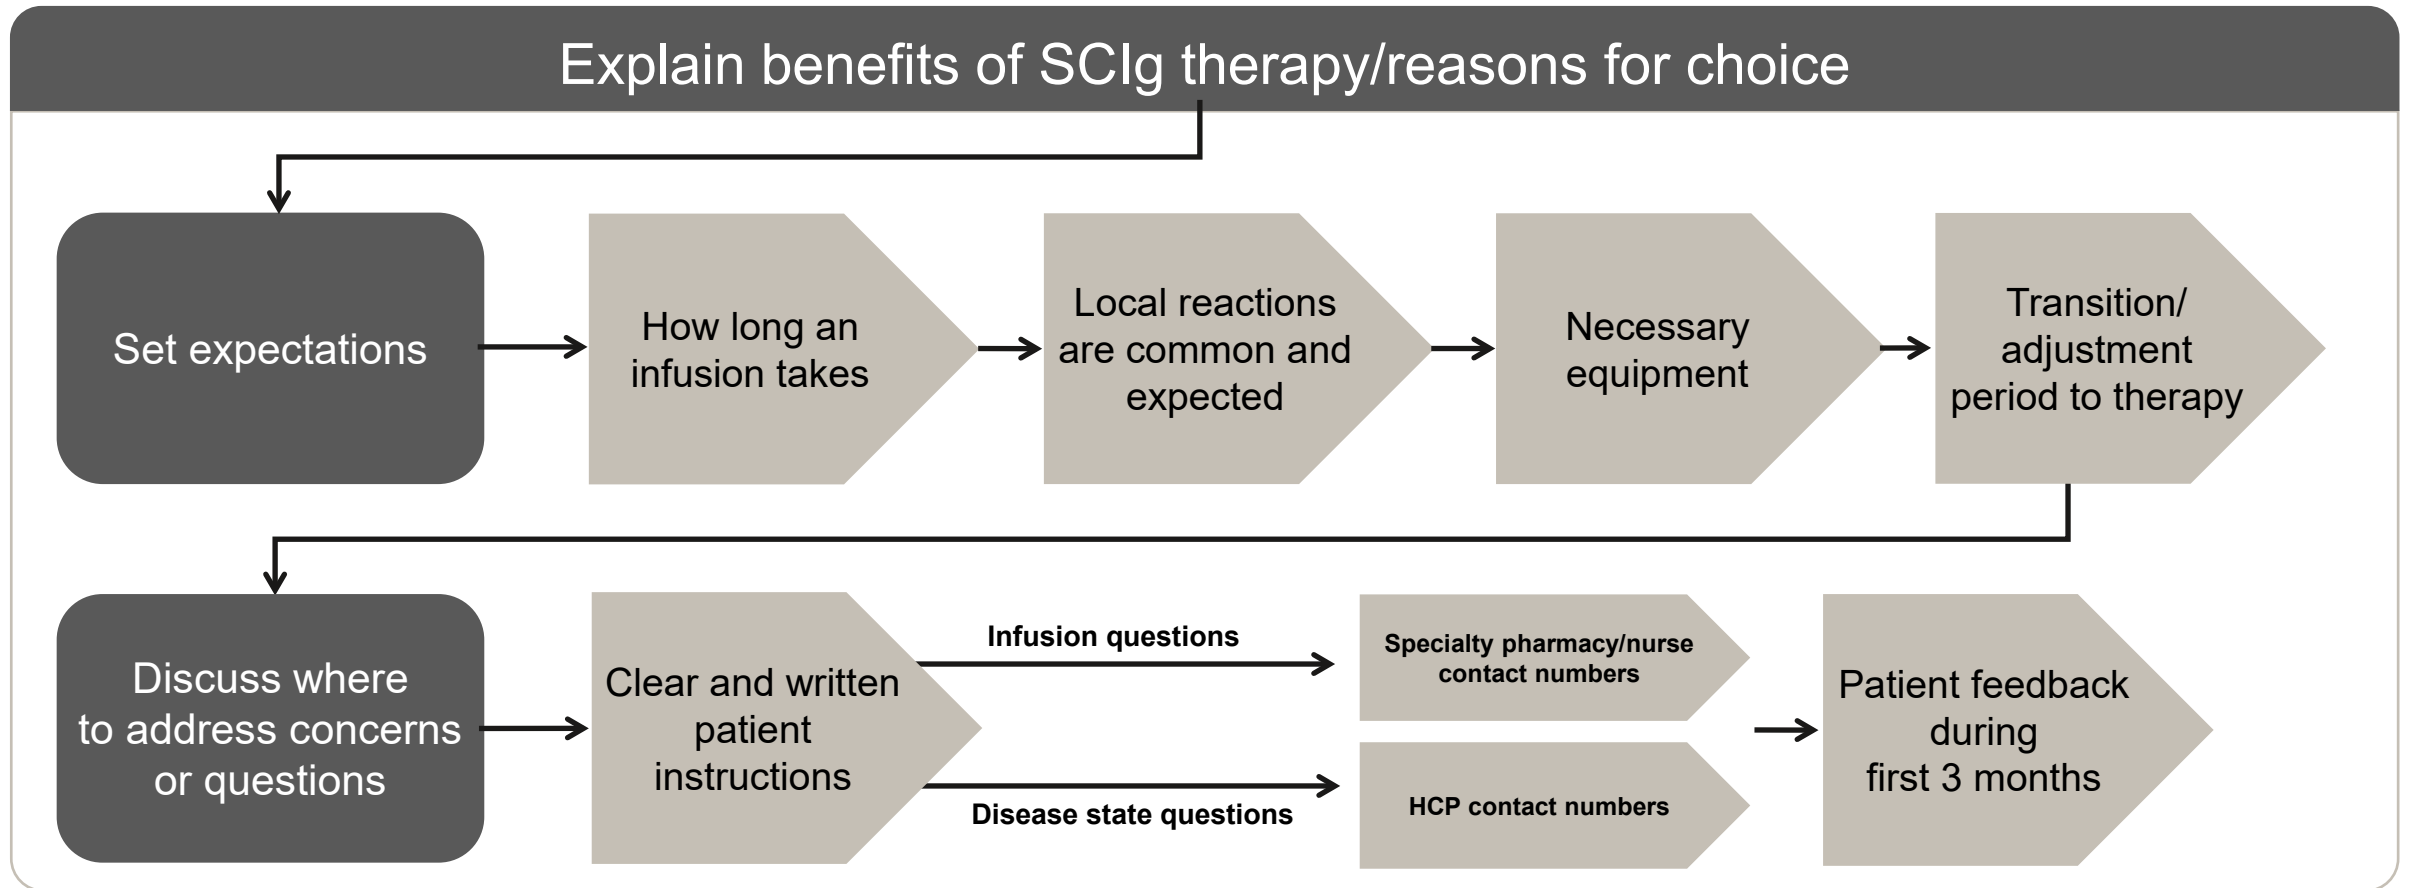 Explain benefits of SCIg therapy/reasons for choice
Set expectations
How long an
infusion takes
Local reactions
are common and
expected
Necessary
equipment
Transition/
adjustment
period to therapy
Discuss where
to address concerns
or questions
Clear and written
patient
instructions
Infusion questions
Disease state questions
Specialty pharmacy/nurse
contact numbers
HCP contact numbers
Patient feedback
during
first 3 months